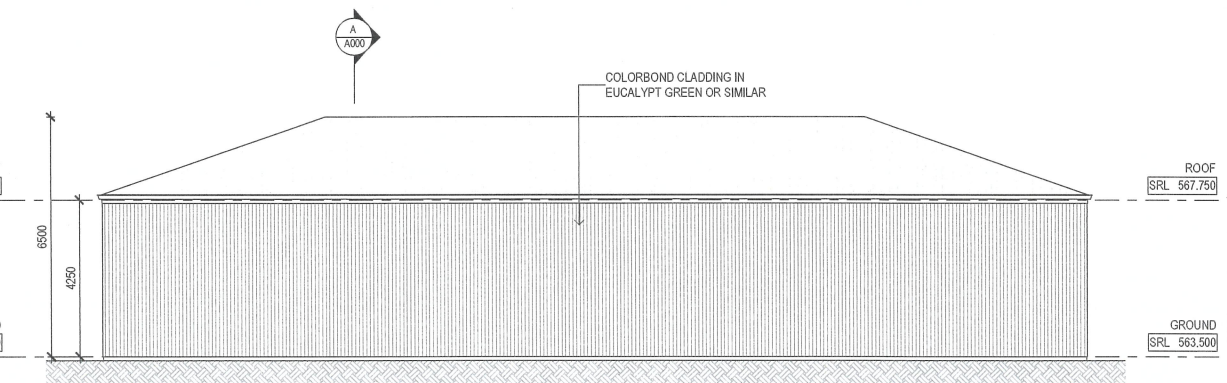 A
A000
COLORBOND CLADDING IN
EUCALYPT GREEN OR SIMILAR
ROOF
SRL 567.750
6500
4250
GROUND
SRL 563.500